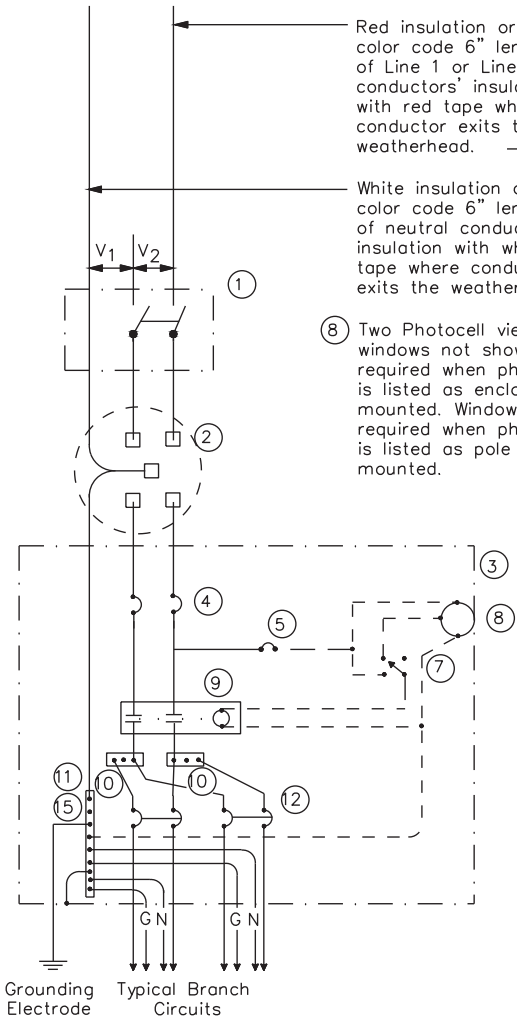 Red insulation or
color code 6" len
of Line 1 or Line
conductors' insul
with red tape wh
conductor exits t
weatherhead.
White insulation o
color code 6" len
of neutral conduc
insulation with wh
tape where condu
exits the weather
V1 V2
1
8 Two Photocell vie
windows not show
required when ph
is listed as enclo
mounted. Window
required when ph
is listed as pole
mounted.
2
3
4
5
8
7
9
11
10
10
12
15
G N G N
Grounding
Electrode
Typical Branch
Circuits